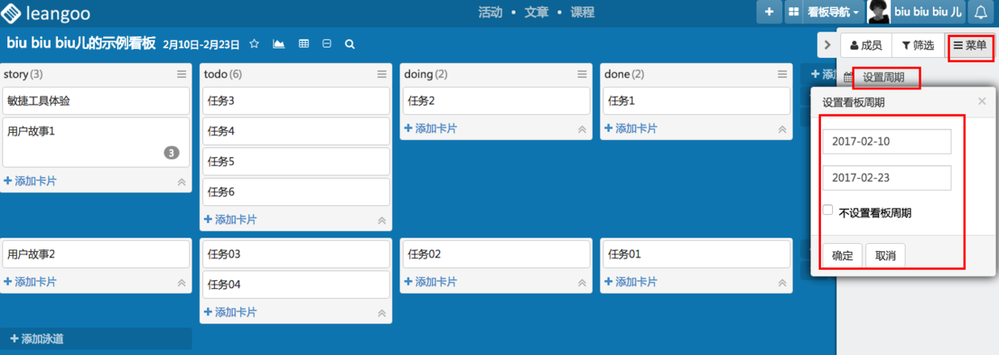 leangoo
活动 • 文章 • 课程
看板导航
biu biu biu 儿
biu biu biu儿的示例看板 2月10日-2月23日
成员
筛选
菜单
设置周期
story(3)
todo(6)
doing(2)
done(2)
敏捷工具体验
用户故事1
3
+ 添加卡片
任务3
任务4
任务5
任务6
+ 添加卡片
任务2
+ 添加卡片
任务1
+ 添加卡片
用户故事2
+ 添加卡片
任务03
任务04
+ 添加卡片
任务02
+ 添加卡片
任务01
+ 添加卡片
+ 添加泳道
设置看板周期
×
2017-02-10
2017-02-23
不设置看板周期
确定
取消